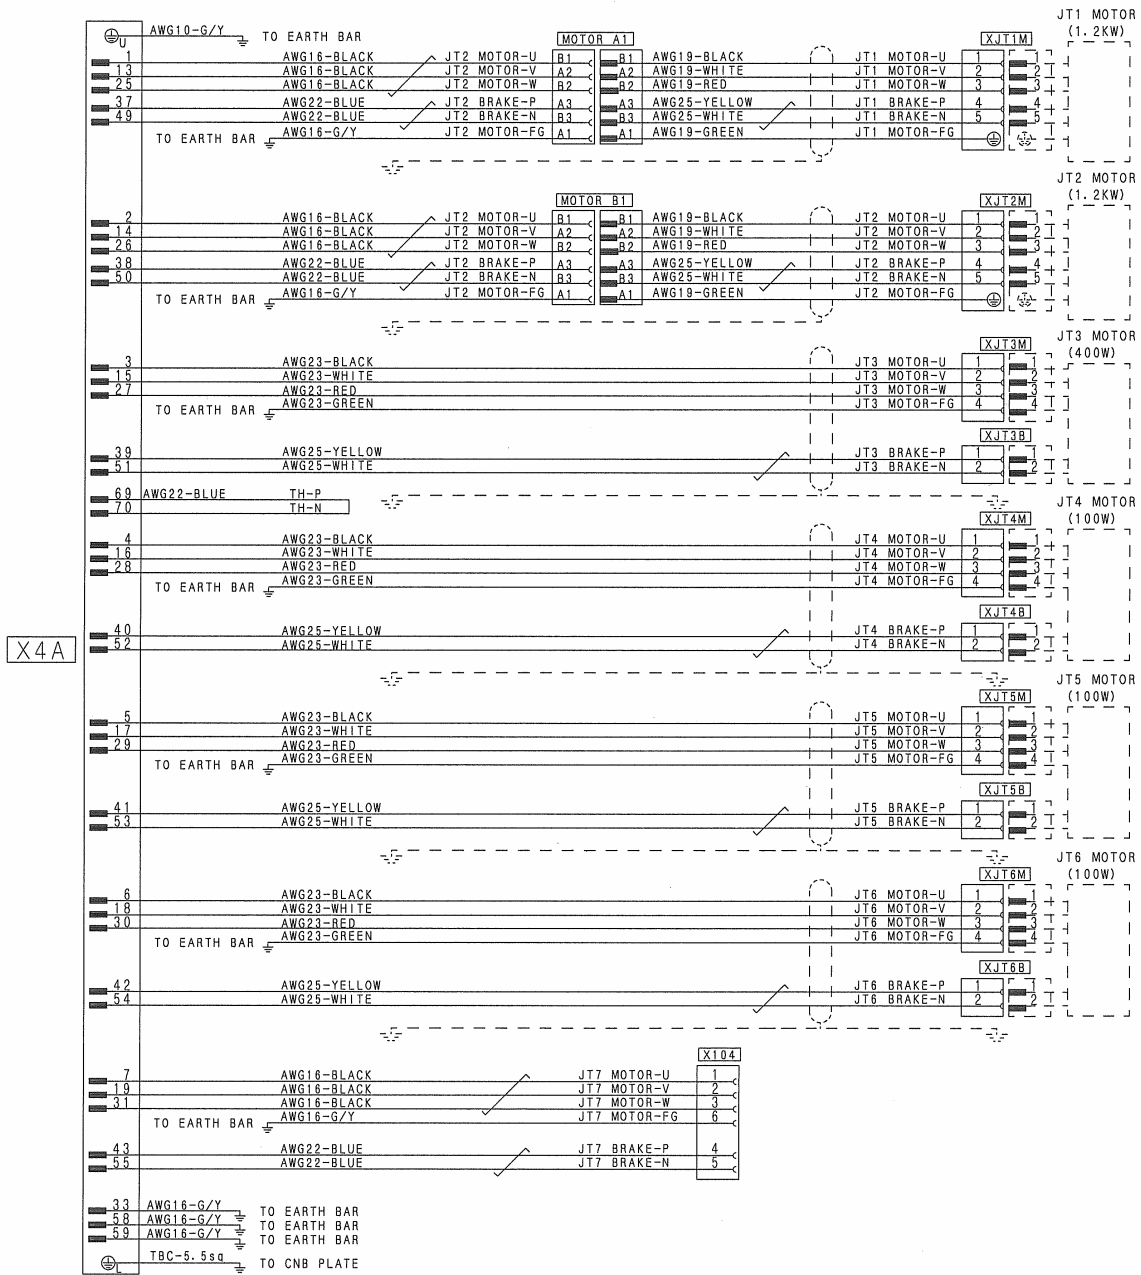 JT1 MOTOR
(1.2KW)
U AWG10-G/Y TO EARTH BAR
MOTOR A1 XJT1M
1 AWG16-BLACK JT2 MOTOR-U B1 B1 AWG19-BLACK JT1 MOTOR-U 1 1
13 AWG16-BLACK JT2 MOTOR-V A2 A2 AWG19-WHITE JT1 MOTOR-V 2 2
25 AWG16-BLACK JT2 MOTOR-W B2 B2 AWG19-RED JT1 MOTOR-W 3 3
37 AWG22-BLUE JT2 BRAKE-P A3 A3 AWG25-YELLOW JT1 BRAKE-P 4 4
49 AWG22-BLUE JT2 BRAKE-N B3 B3 AWG25-WHITE JT1 BRAKE-N 5 5
TO EARTH BAR AWG16-G/Y JT2 MOTOR-FG A1 A1 AWG19-GREEN JT1 MOTOR-FG
JT2 MOTOR
(1.2KW)
MOTOR B1 XJT2M
2 AWG16-BLACK JT2 MOTOR-U B1 B1 AWG19-BLACK JT2 MOTOR-U 1 1
14 AWG16-BLACK JT2 MOTOR-V A2 A2 AWG19-WHITE JT2 MOTOR-V 2 2
26 AWG16-BLACK JT2 MOTOR-W B2 B2 AWG19-RED JT2 MOTOR-W 3 3
38 AWG22-BLUE JT2 BRAKE-P A3 A3 AWG25-YELLOW JT2 BRAKE-P 4 4
50 AWG22-BLUE JT2 BRAKE-N B3 B3 AWG25-WHITE JT2 BRAKE-N 5 5
TO EARTH BAR AWG16-G/Y JT2 MOTOR-FG A1 A1 AWG19-GREEN JT2 MOTOR-FG
JT3 MOTOR
(400W)
XJT3M
3 AWG23-BLACK JT3 MOTOR-U 1 1
15 AWG23-WHITE JT3 MOTOR-V 2 2
27 AWG23-RED JT3 MOTOR-W 3 3
TO EARTH BAR AWG23-GREEN JT3 MOTOR-FG 4 4
XJT3B
39 AWG25-YELLOW JT3 BRAKE-P 1 1
51 AWG25-WHITE JT3 BRAKE-N 2 2
69 AWG22-BLUE TH-P
70 TH-N
JT4 MOTOR
(100W)
XJT4M
4 AWG23-BLACK JT4 MOTOR-U 1 1
16 AWG23-WHITE JT4 MOTOR-V 2 2
28 AWG23-RED JT4 MOTOR-W 3 3
TO EARTH BAR AWG23-GREEN JT4 MOTOR-FG 4 4
XJT4B
40 AWG25-YELLOW JT4 BRAKE-P 1 1
52 AWG25-WHITE JT4 BRAKE-N 2 2
X4A
JT5 MOTOR
(100W)
XJT5M
5 AWG23-BLACK JT5 MOTOR-U 1 1
17 AWG23-WHITE JT5 MOTOR-V 2 2
29 AWG23-RED JT5 MOTOR-W 3 3
TO EARTH BAR AWG23-GREEN JT5 MOTOR-FG 4 4
XJT5B
41 AWG25-YELLOW JT5 BRAKE-P 1 1
53 AWG25-WHITE JT5 BRAKE-N 2 2
JT6 MOTOR
(100W)
XJT6M
6 AWG23-BLACK JT6 MOTOR-U 1 1
18 AWG23-WHITE JT6 MOTOR-V 2 2
30 AWG23-RED JT6 MOTOR-W 3 3
TO EARTH BAR AWG23-GREEN JT6 MOTOR-FG 4 4
XJT6B
42 AWG25-YELLOW JT6 BRAKE-P 1 1
54 AWG25-WHITE JT6 BRAKE-N 2 2
X104
7 AWG16-BLACK JT7 MOTOR-U 1
19 AWG16-BLACK JT7 MOTOR-V 2
31 AWG16-BLACK JT7 MOTOR-W 3
TO EARTH BAR AWG16-G/Y JT7 MOTOR-FG 6
43 AWG22-BLUE JT7 BRAKE-P 4
55 AWG22-BLUE JT7 BRAKE-N 5
33 AWG16-G/Y TO EARTH BAR
58 AWG16-G/Y TO EARTH BAR
59 AWG16-G/Y TO EARTH BAR
L TBC-5.5sq TO CNB PLATE